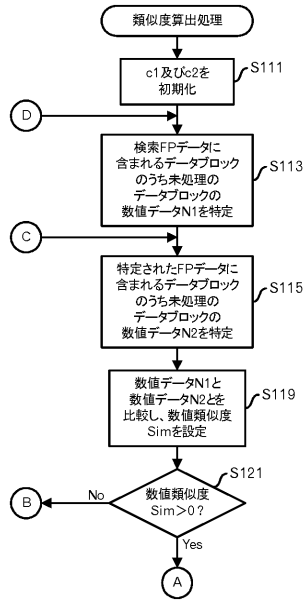 類似度算出処理
S111
c1及びc2を
初期化
D
S113
検索FPデータに
含まれるデータブロック
のうち未処理の
データブロックの
数値データN1を特定
C
S115
特定されたFPデータに
含まれるデータブロック
のうち未処理の
データブロックの
数値データN2を特定
S119
数値データN1と
数値データN2とを
比較し、数値類似度
Simを設定
S121
数値類似度
Sim＞0？
No
B
Yes
A